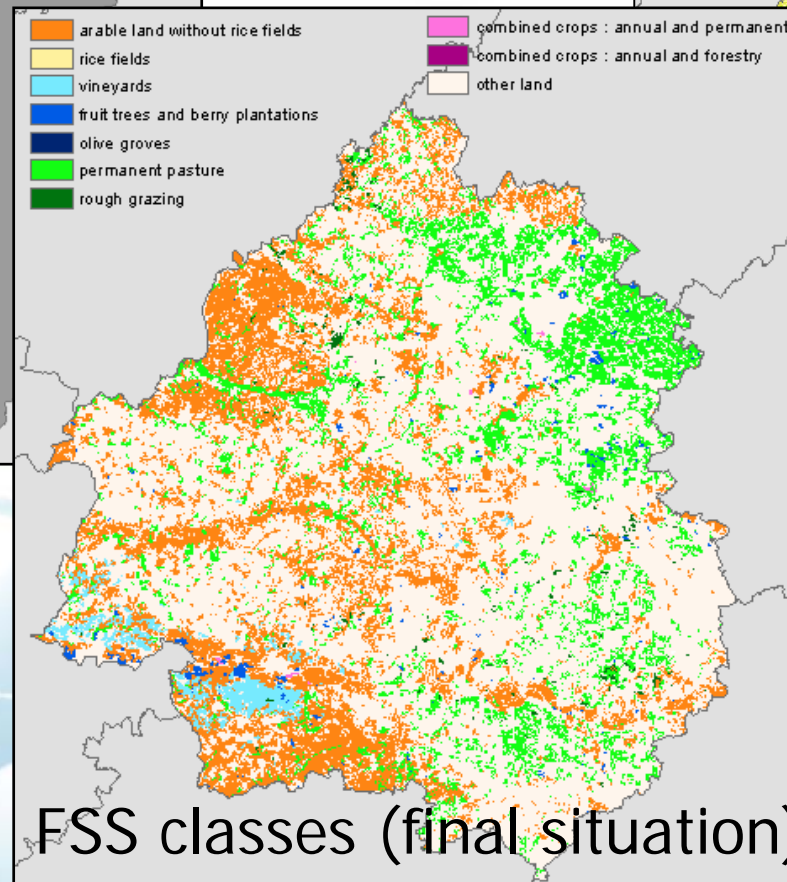 arable land without rice fields
rice fields
vineyards
fruit trees and berry plantations
olive groves
permanent pasture
rough grazing
combined crops : annual and permanent
combined crops : annual and forestry
other land
FSS classes (final situation)